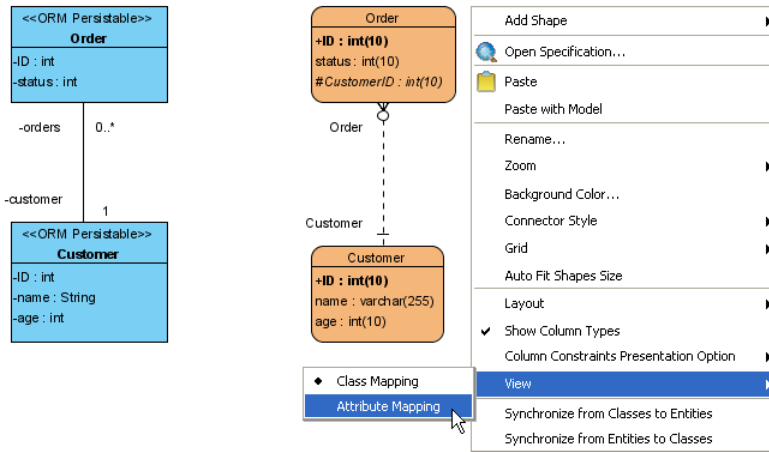 <<ORM Persistable>>
Order
-ID : int
-status : int
-orders
0..*
-customer
1
<<ORM Persistable>>
Customer
-ID : int
-name : String
-age : int
Order
+ID : int(10)
status : int(10)
#CustomerID : int(10)
Order
Customer
Customer
+ID : int(10)
name : varchar(255)
age : int(10)
Add Shape
Open Specification...
Paste
Paste with Model
Rename...
Zoom
Background Color...
Connector Style
Grid
Auto Fit Shapes Size
Layout
Show Column Types
Column Constraints Presentation Option
View
Synchronize from Classes to Entities
Synchronize from Entities to Classes
Class Mapping
Attribute Mapping